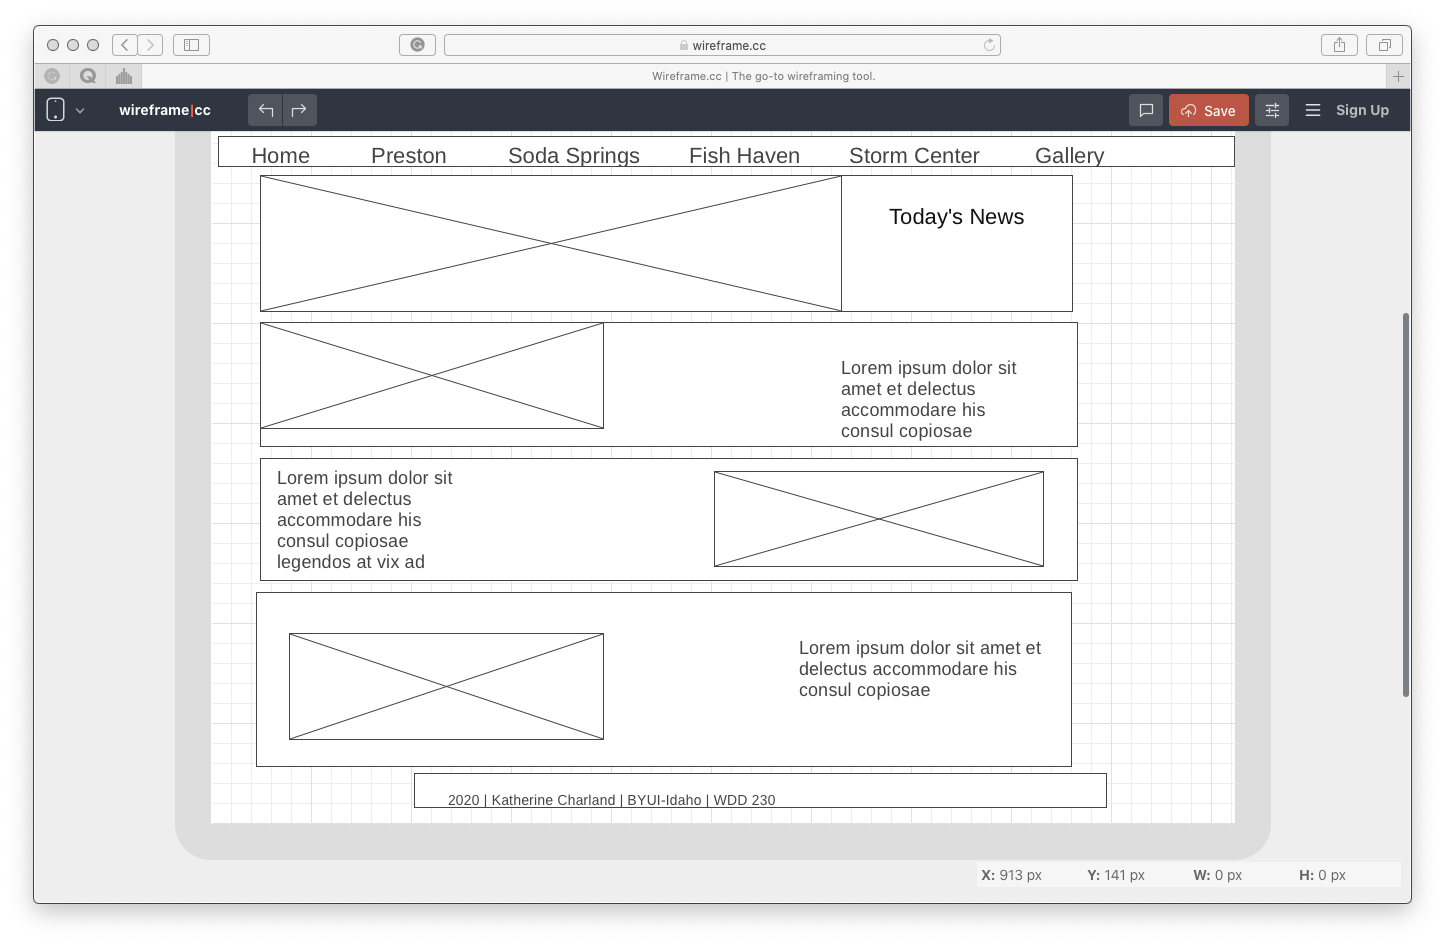 wireframe.cc
Wireframe.cc | The go-to wireframing tool.
wireframe|cc
Save
Sign Up
Home Preston Soda Springs Fish Haven Storm Center Gallery
Today's News
Lorem ipsum dolor sit
amet et delectus
accommodare his
consul copiosae
Lorem ipsum dolor sit
amet et delectus
accommodare his
consul copiosae
legendos at vix ad
Lorem ipsum dolor sit amet et
delectus accommodare his
consul copiosae
2020 | Katherine Charland | BYUI-Idaho | WDD 230
X: 913 px Y: 141 px W: 0 px H: 0 px